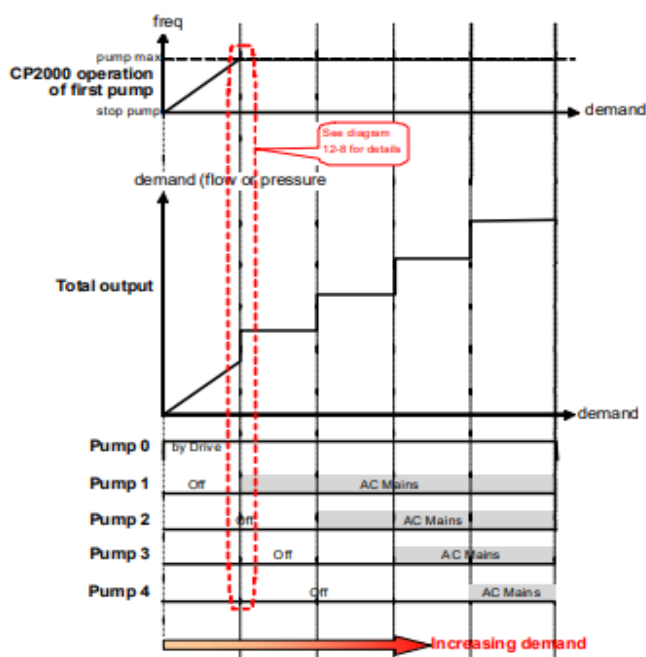 freq
pump max
CP2000 operation
of first pump
stop pump
demand
See diagram
12-8 for details
demand (flow or pressure
Total output
demand
Pump 0
by Drive
Pump 1
Off
AC Mains
Pump 2
Off
AC Mains
Pump 3
Off
AC Mains
Pump 4
Off
AC Mains
Increasing demand